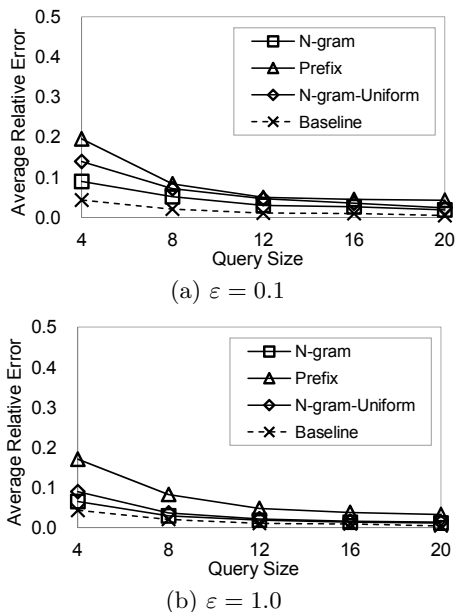 0.5
0.4
0.3
0.2
0.1
0.0
Average Relative Error
N-gram
Prefix
N-gram-Uniform
Baseline
4 8 12 16 20
Query Size
(a) ε = 0.1
0.5
0.4
0.3
0.2
0.1
0.0
Average Relative Error
N-gram
Prefix
N-gram-Uniform
Baseline
4 8 12 16 20
Query Size
(b) ε = 1.0